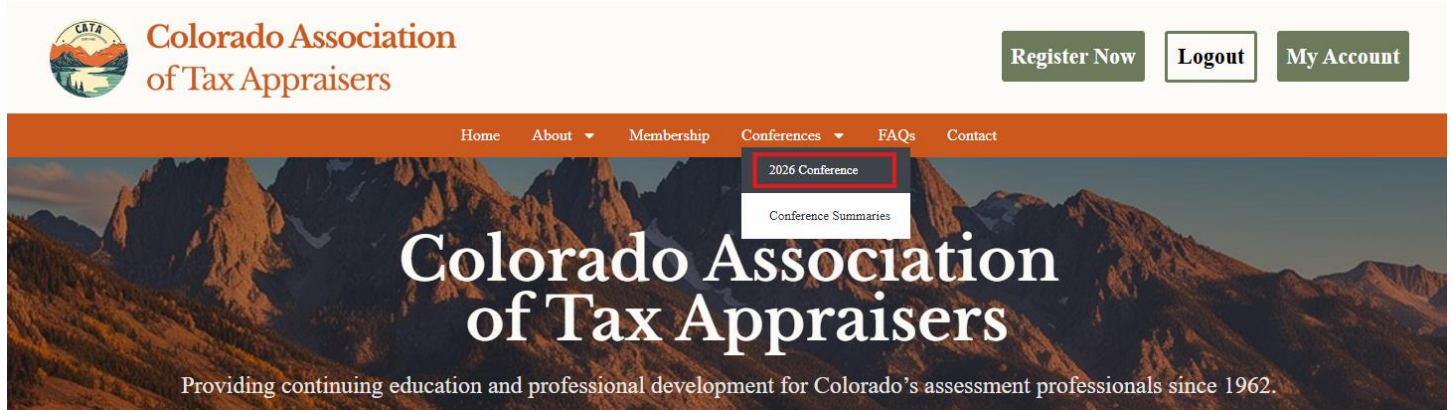 CATA
Colorado Association
of Tax Appraisers
Register Now
Logout
My Account
Home
About
Membership
Conferences
FAQs
Contact
2026 Conference
Conference Summaries
Colorado Association
of Tax Appraisers
Providing continuing education and professional development for Colorado’s assessment professionals since 1962.